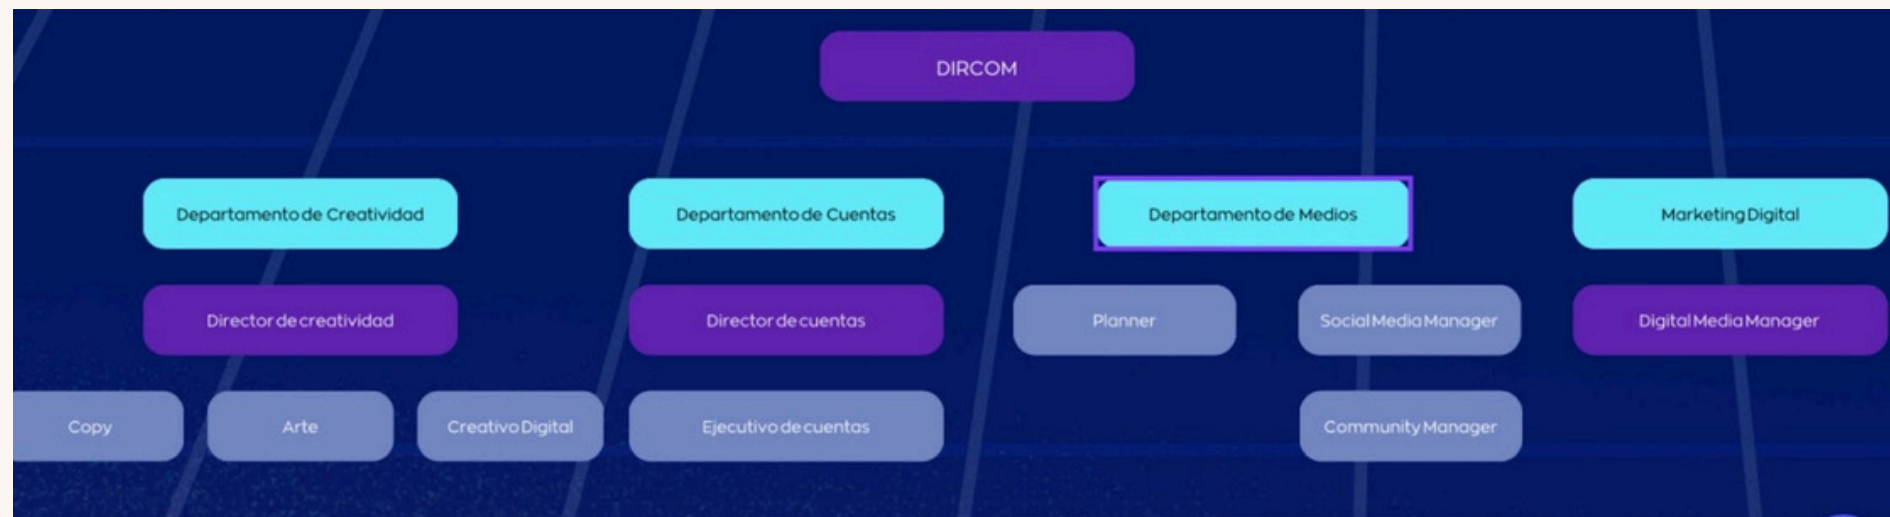 DIRCOM
Departamento de Creatividad
Departamento de Cuentas
Departamento de Medios
Marketing Digital
Director de creatividad
Director de cuentas
Planner
Social Media Manager
Digital Media Manager
Copy
Arte
Creativo Digital
Ejecutivo de cuentas
Community Manager